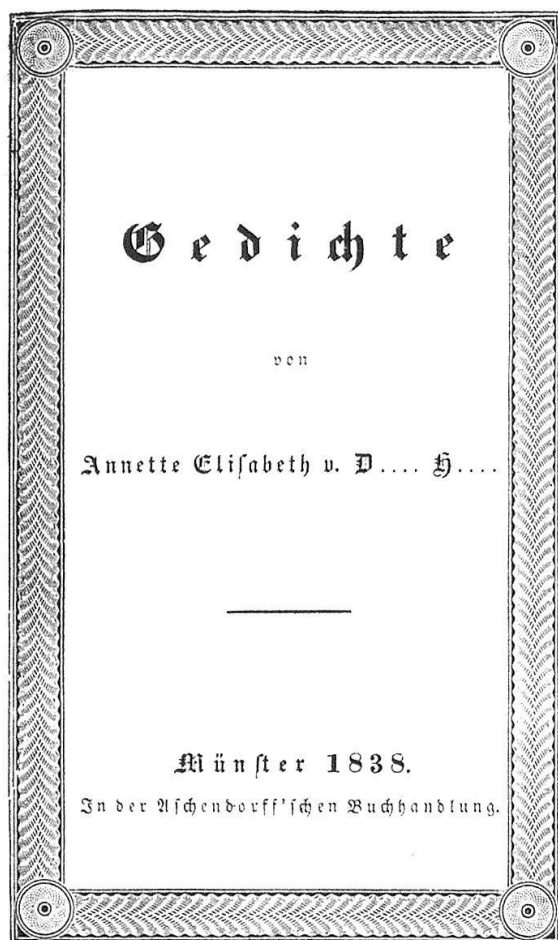 Gedichte
von
Annette Eliſabeth v. D.... H....
Münſter 1838.
In der Aſchendorff'ſchen Buchhandlung.